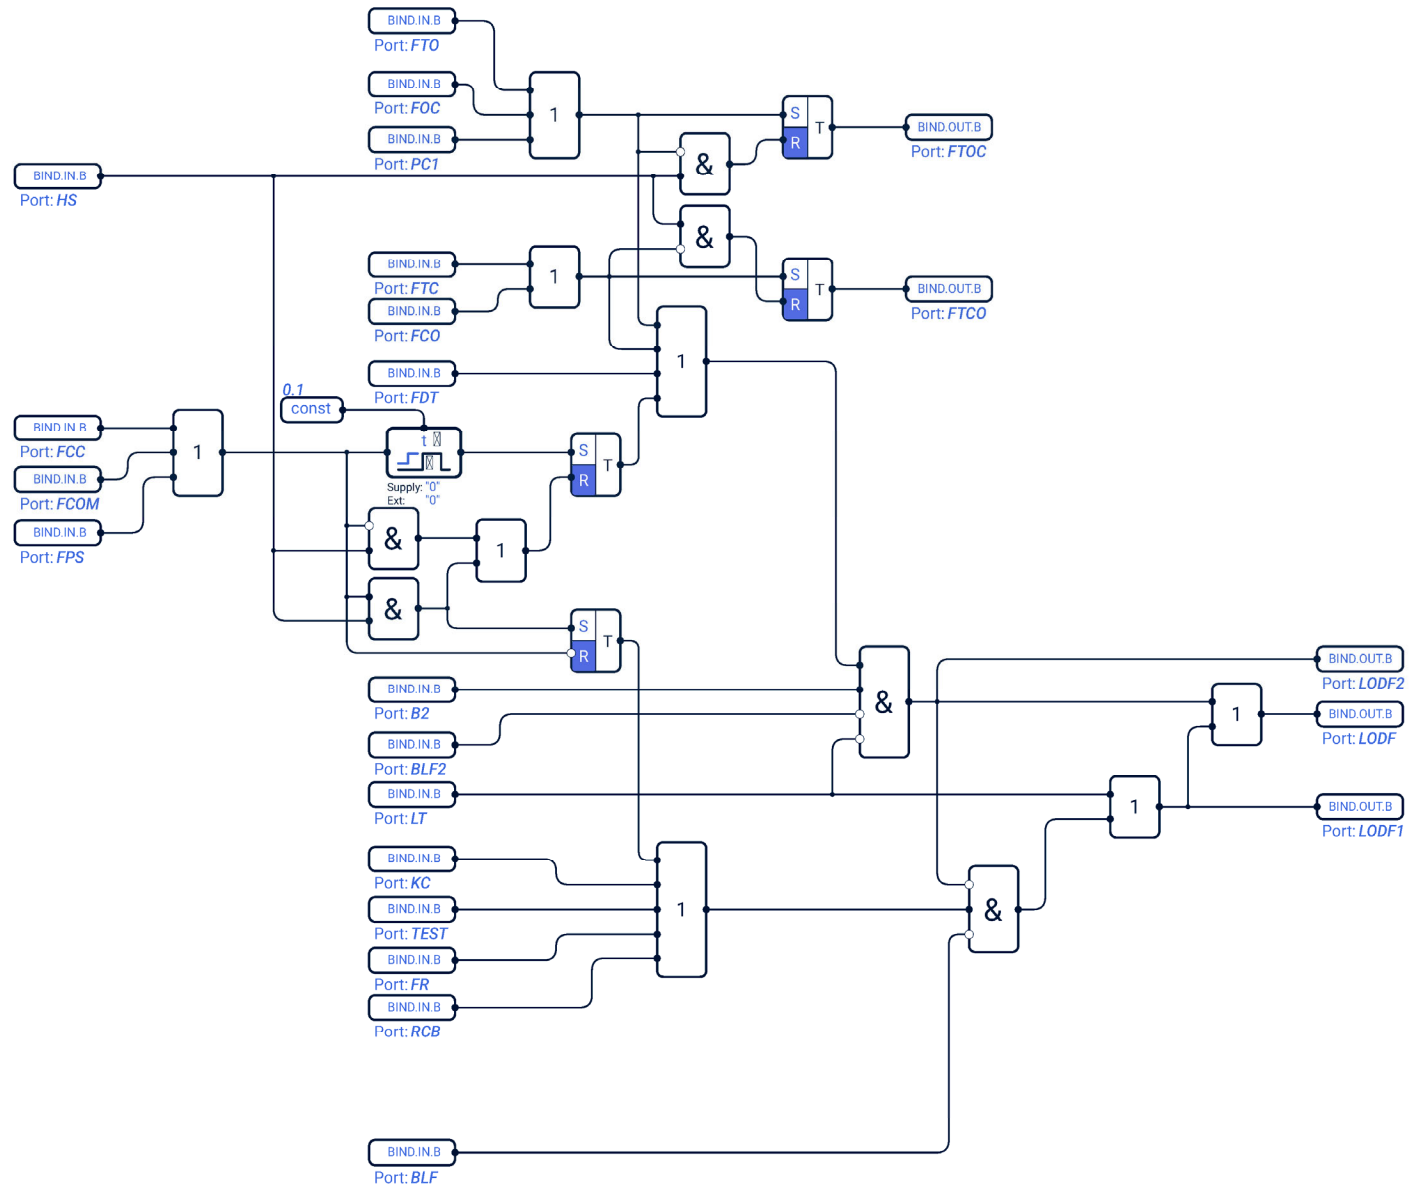 BIND.IN.B
Port: FTO
BIND.IN.B
Port: FOC
BIND.IN.B
Port: PC1
1
S
R
T
BIND.OUT.B
Port: FTOC
&
BIND.IN.B
Port: HS
&
BIND.IN.B
Port: FTC
BIND.IN.B
Port: FCO
1
S
R
T
BIND.OUT.B
Port: FTCO
1
BIND.IN.B
Port: FDT
0.1
const
BIND.IN.B
Port: FCC
BIND.IN.B
Port: FCOM
BIND.IN.B
Port: FPS
1
t
Supply: "0"
Ext: "0"
S
R
T
&
1
&
S
R
T
BIND.IN.B
Port: B2
BIND.IN.B
Port: BLF2
BIND.IN.B
Port: LT
&
BIND.OUT.B
Port: LODF2
1
BIND.OUT.B
Port: LODF
1
BIND.OUT.B
Port: LODF1
BIND.IN.B
Port: KC
BIND.IN.B
Port: TEST
BIND.IN.B
Port: FR
BIND.IN.B
Port: RCB
1
&
BIND.IN.B
Port: BLF